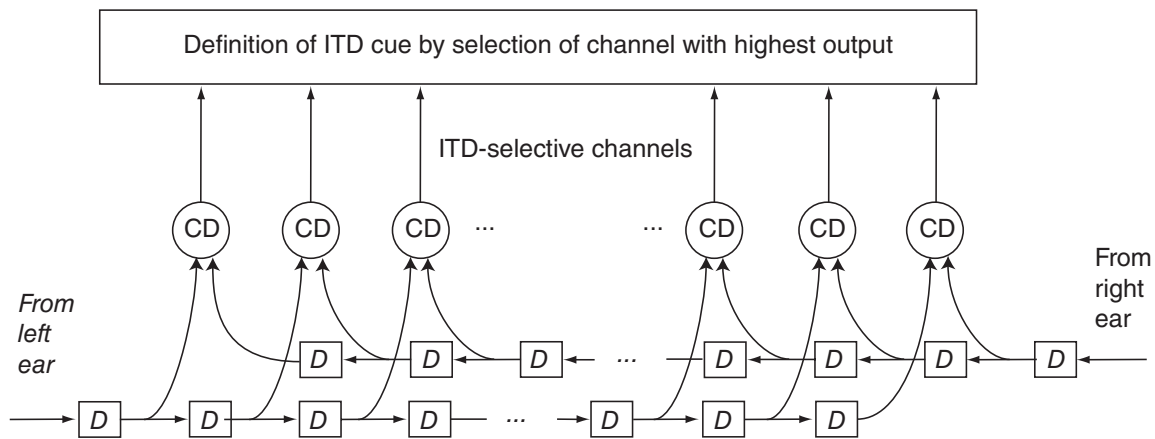 Definition of ITD cue by selection of channel with highest output
ITD-selective channels
CD CD CD ... ... CD CD CD
From
left
ear
From
right
ear
D D D ... D D D D
D D D D ... D D D